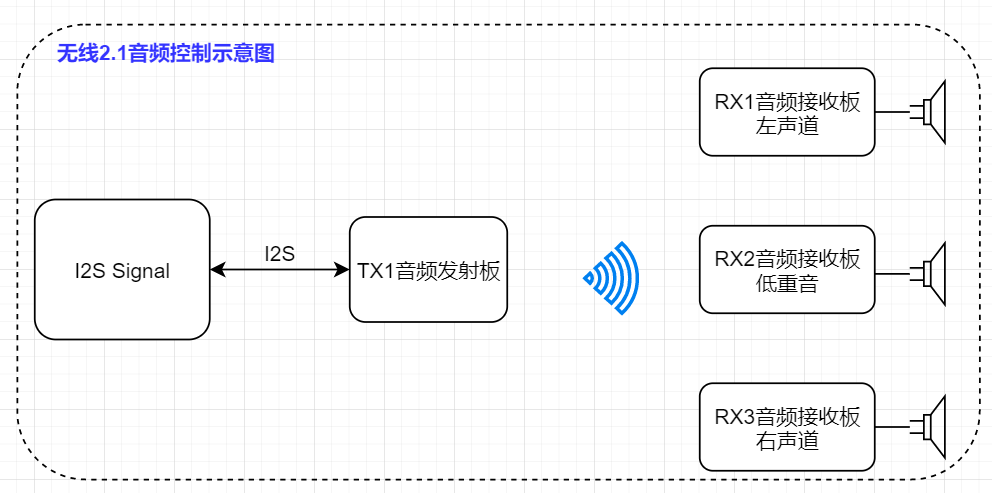 无线2.1音频控制示意图
RX1音频接收板
左声道
I2S Signal
I2S
TX1音频发射板
RX2音频接收板
低重音
RX3音频接收板
右声道